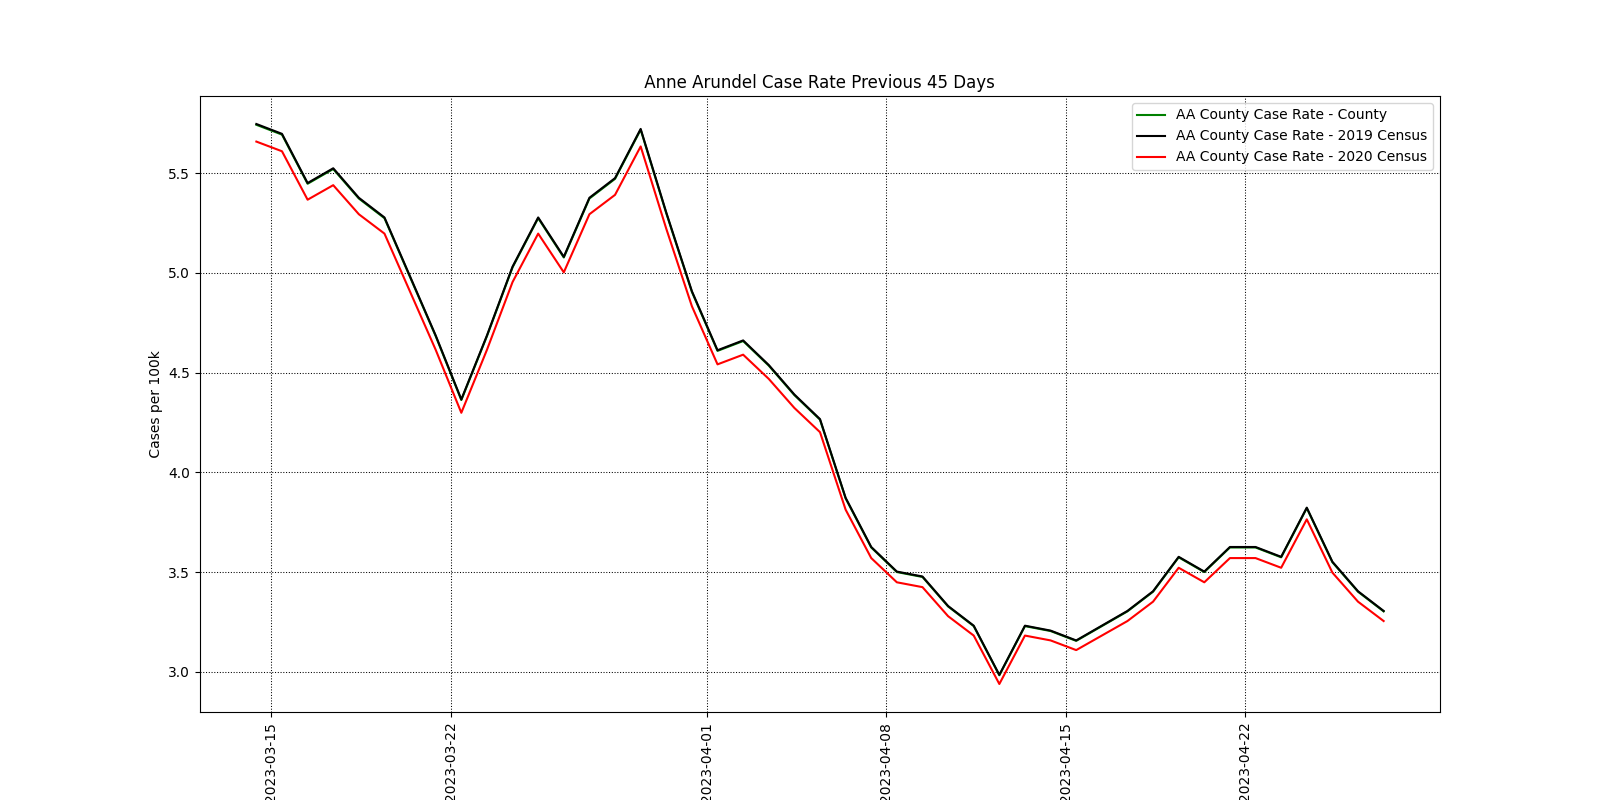 Anne Arundel Case Rate Previous 45 Days
AA County Case Rate - County
AA County Case Rate - 2019 Census
AA County Case Rate - 2020 Census
Cases per 100k
5.5
5.0
4.5
4.0
3.5
3.0
2023-03-15
2023-03-22
2023-04-01
2023-04-08
2023-04-15
2023-04-22